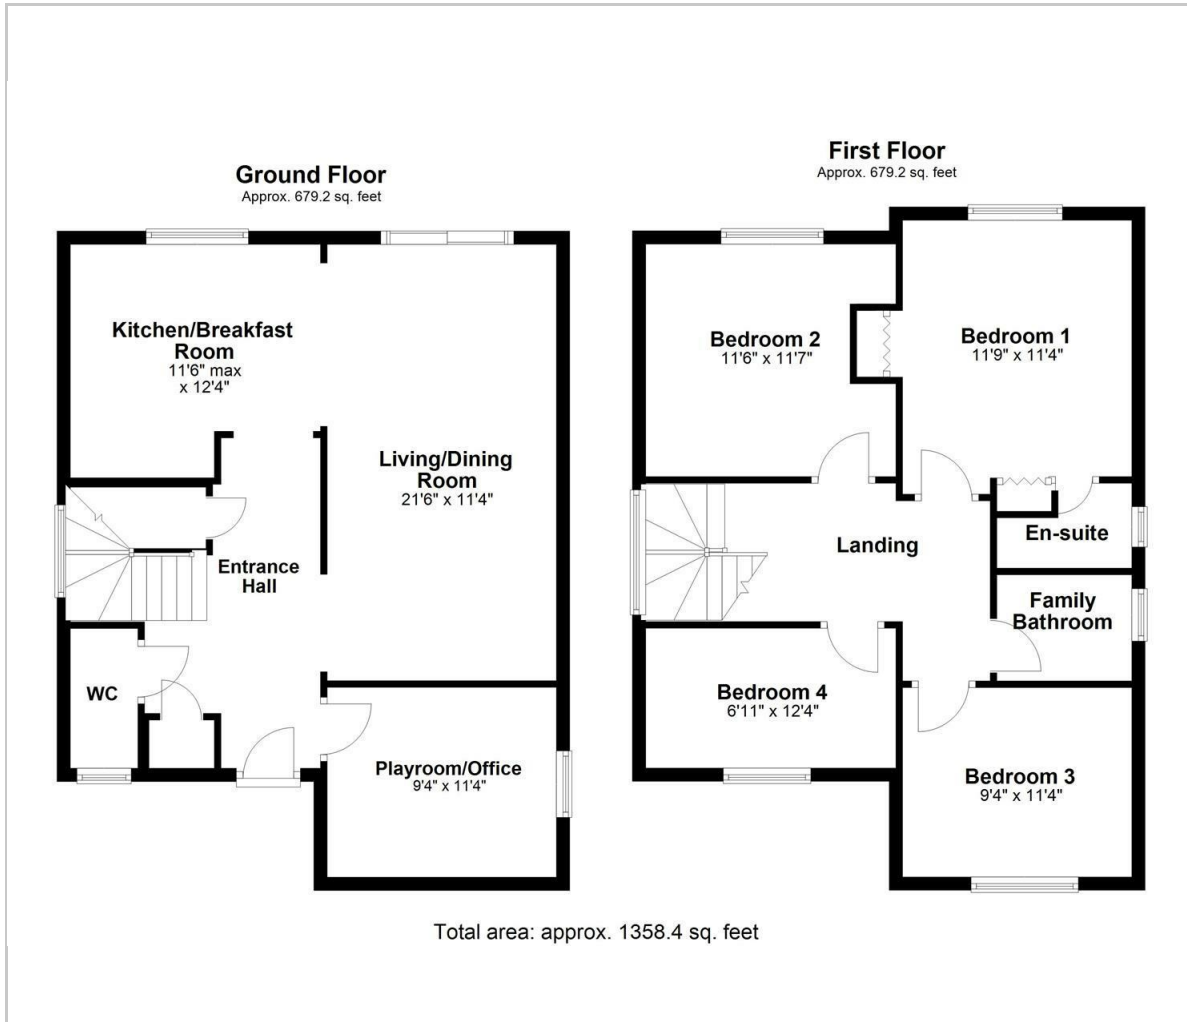 Ground Floor
Approx. 679.2 sq. feet
Kitchen/Breakfast
Room
11'6" max
x 12'4"
Living/Dining
Room
21'6" x 11'4"
Entrance
Hall
WC
Playroom/Office
9'4" x 11'4"
First Floor
Approx. 679.2 sq. feet
Bedroom 2
11'6" x 11'7"
Bedroom 1
11'9" x 11'4"
Landing
En-suite
Family
Bathroom
Bedroom 4
6'11" x 12'4"
Bedroom 3
9'4" x 11'4"
Total area: approx. 1358.4 sq. feet